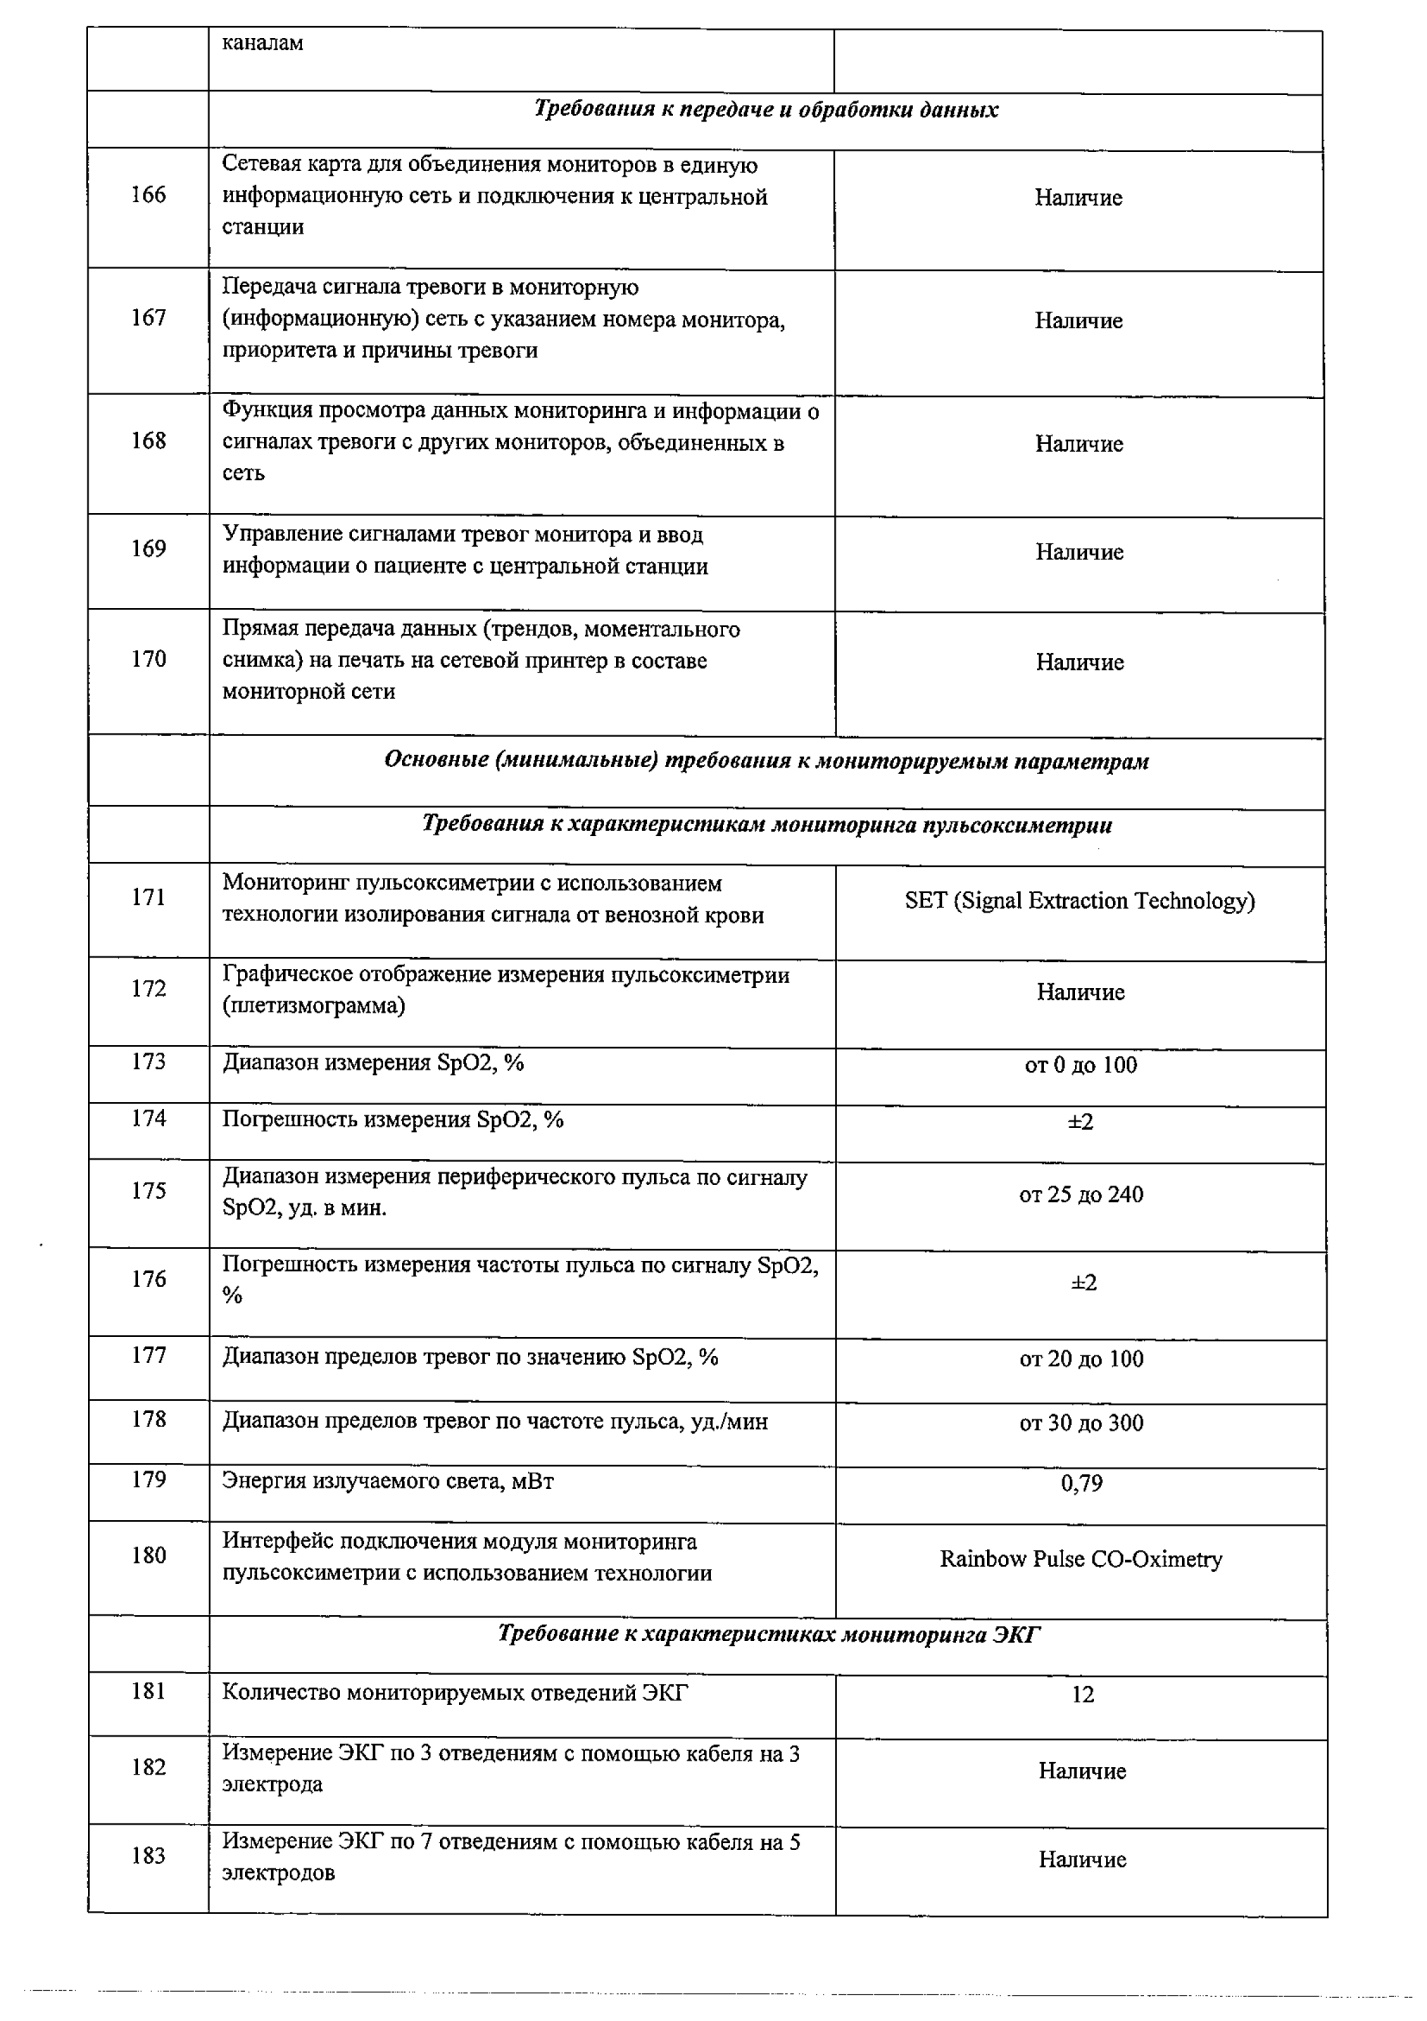 каналам
Требования к передаче и обработки данных
166
Сетевая карта для объединения мониторов в единую
информационную сеть и подключения к центральной
станции
Наличие
167
Передача сигнала тревоги в мониторную
(информационную) сеть с указанием номера монитора,
приоритета и причины тревоги
Наличие
168
Функция просмотра данных мониторинга и информации о
сигналах тревоги с других мониторов, объединенных в
сеть
Наличие
169
Управление сигналами тревог монитора и ввод
информации о пациенте с центральной станции
Наличие
170
Прямая передача данных (трендов, моментального
снимка) на печать на сетевой принтер в составе
мониторной сети
Наличие
Основные (минимальные) требования к мониторируемым параметрам
Требования к характеристикам мониторинга пульсоксиметрии
171
Мониторинг пульсоксиметрии с использованием
технологии изолирования сигнала от венозной крови
SET (Signal Extraction Technology)
172
Графическое отображение измерения пульсоксиметрии
(плетизмограмма)
Наличие
173
Диапазон измерения SpO2, %
от 0 до 100
174
Погрешность измерения SpO2, %
±2
175
Диапазон измерения периферического пульса по сигналу
SpO2, уд. в мин.
от 25 до 240
176
Погрешность измерения частоты пульса по сигналу SpO2,
%
±2
177
Диапазон пределов тревог по значению SpO2, %
от 20 до 100
178
Диапазон пределов тревог по частоте пульса, уд./мин
от 30 до 300
179
Энергия излучаемого света, мВт
0,79
180
Интерфейс подключения модуля мониторинга
пульсоксиметрии с использованием технологии
Rainbow Pulse CO-Oximetry
Требование к характеристиках мониторинга ЭКГ
181
Количество мониторируемых отведений ЭКГ
12
182
Измерение ЭКГ по 3 отведениям с помощью кабеля на 3
электрода
Наличие
183
Измерение ЭКГ по 7 отведениям с помощью кабеля на 5
электродов
Наличие